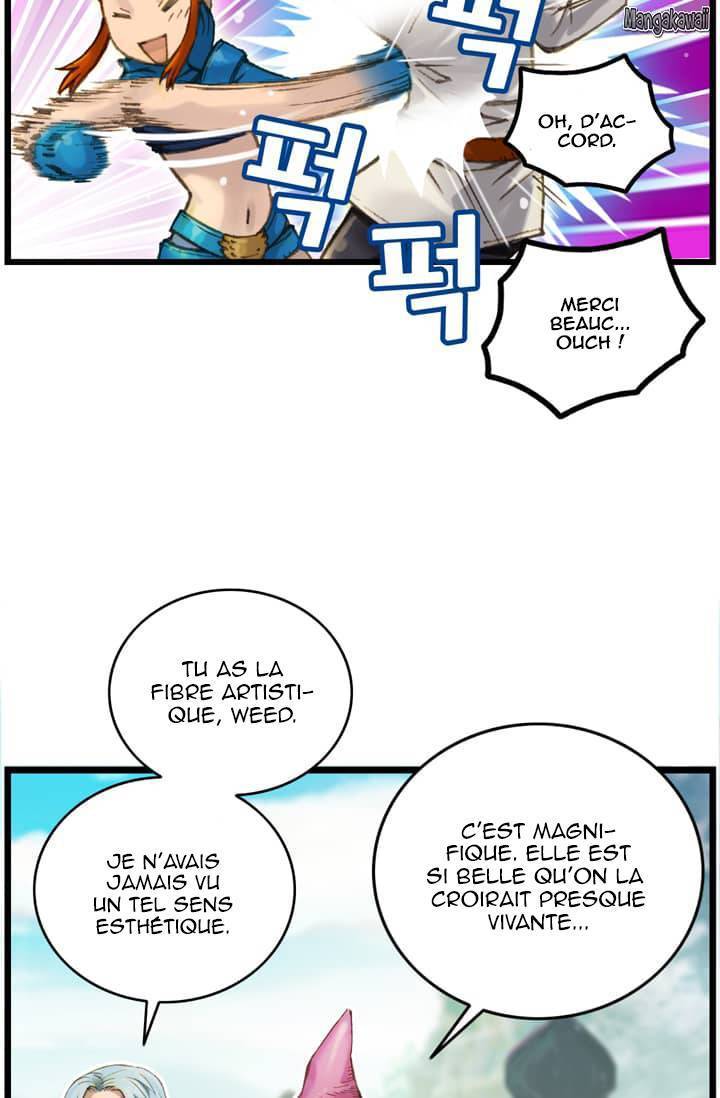 Mangakawaii
퍽
퍽
OH, D'AC-
CORD.
퍽
퍽
MERCI
BEAUC...
OUCH !
TU AS LA
FIBRE ARTISTI-
QUE, WEED.
C'EST MAGNI-
FIQUE. ELLE EST
SI BELLE QU'ON LA
CROIRAIT PRESQUE
VIVANTE...
JE N'AVAIS
JAMAIS VU
UN TEL SENS
ESTHÉTIQUE.